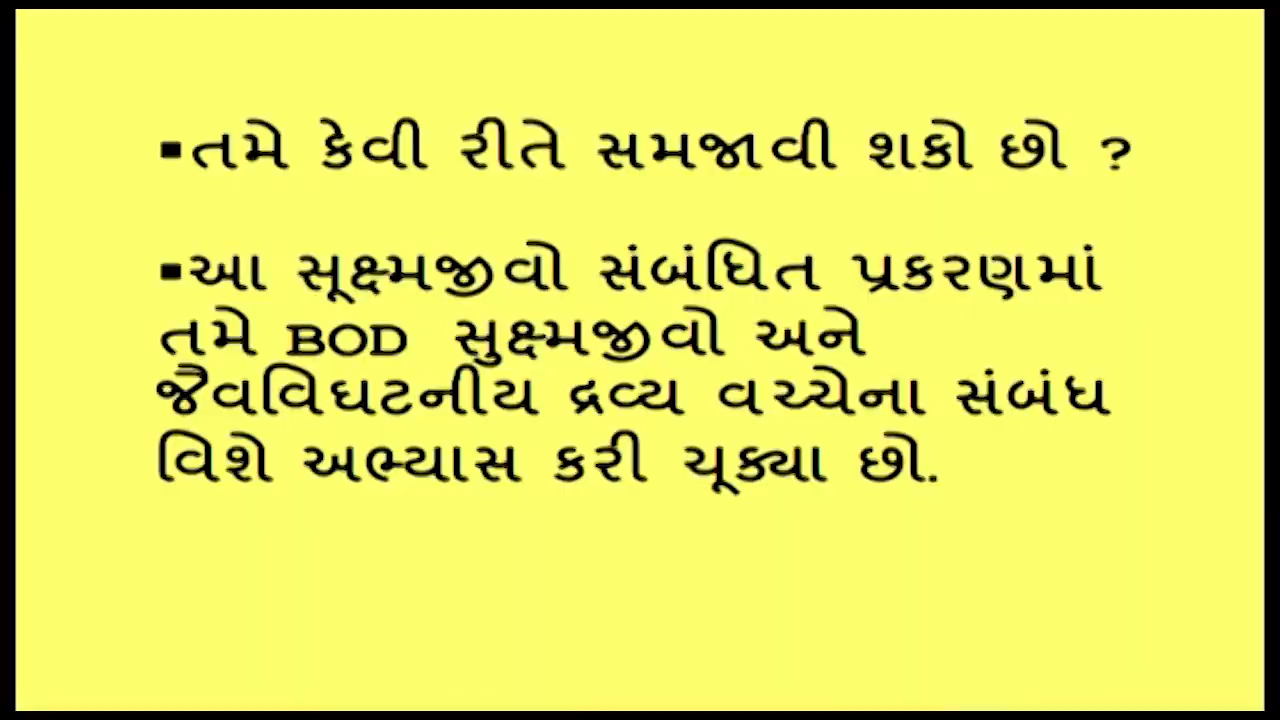 ▪તમે કેવી રીતે સમજાવી શકો છો ?
▪આ સૂક્ષ્મજીવો સંબંધિત પ્રકરણમાં
તમે BOD સુક્ષ્મજીવો અને
જૈવવિઘટનીય દ્રવ્ય વચ્ચેના સંબંધ
વિશે અભ્યાસ કરી ચૂક્યા છો.